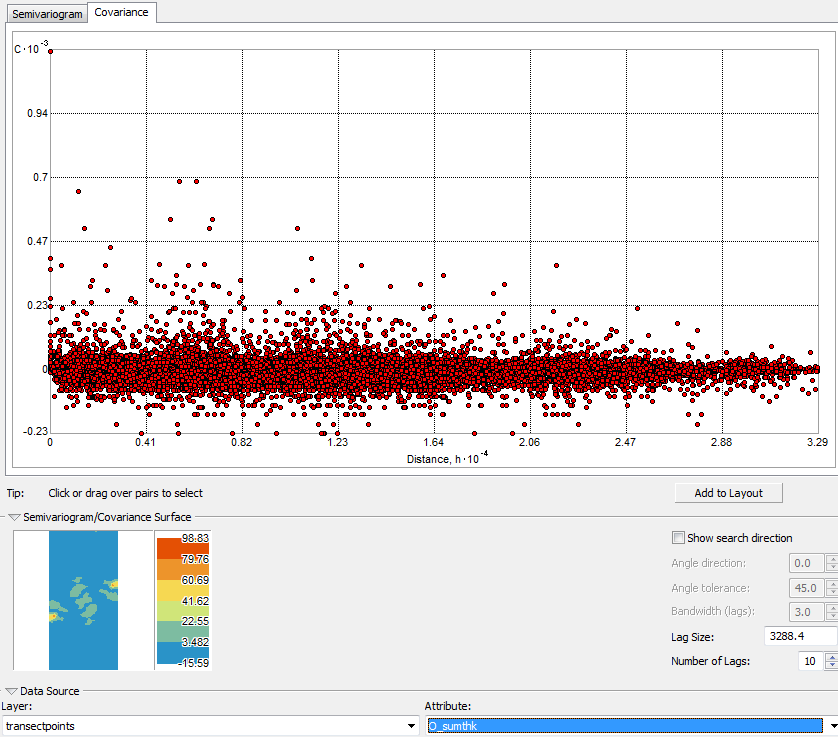 Semivariogram Covariance
C·10 -3
0.94
0.7
0.47
0.23
0
-0.23
0 0.41 0.82 1.23 1.64 2.06 2.47 2.88 3.29
Distance, h·10 -4
Tip: Click or drag over pairs to select
Add to Layout
Semivariogram/Covariance Surface
98.83
79.76
60.69
41.62
22.55
3.482
-15.59
Show search direction
Angle direction: 0.0
Angle tolerance: 45.0
Bandwidth (lags): 3.0
Lag Size: 3288.4
Number of Lags: 10
Data Source
Layer: Attribute:
transectpoints O_sumthk